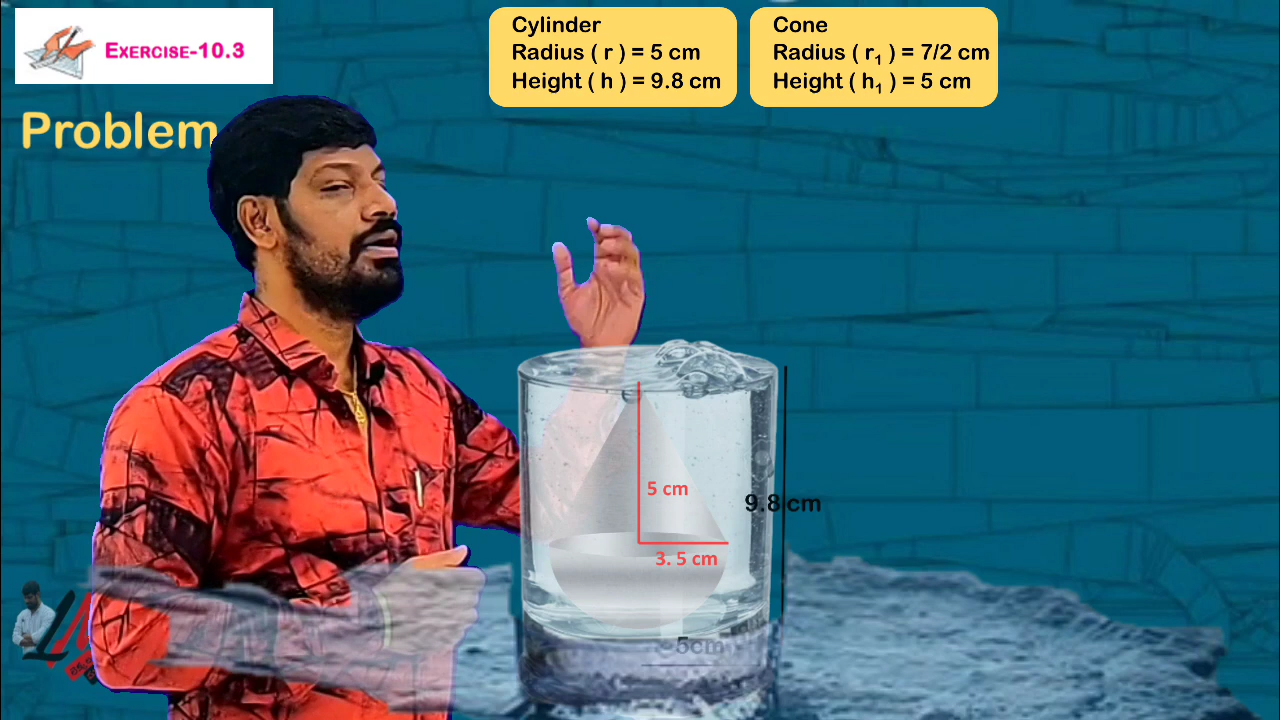 EXERCISE-10.3
Problem
Cylinder
Radius ( r ) = 5 cm
Height ( h ) = 9.8 cm
Cone
Radius ( r₁ ) = 7/2 cm
Height ( h₁ ) = 5 cm
5 cm
9.8 cm
3. 5 cm
5cm